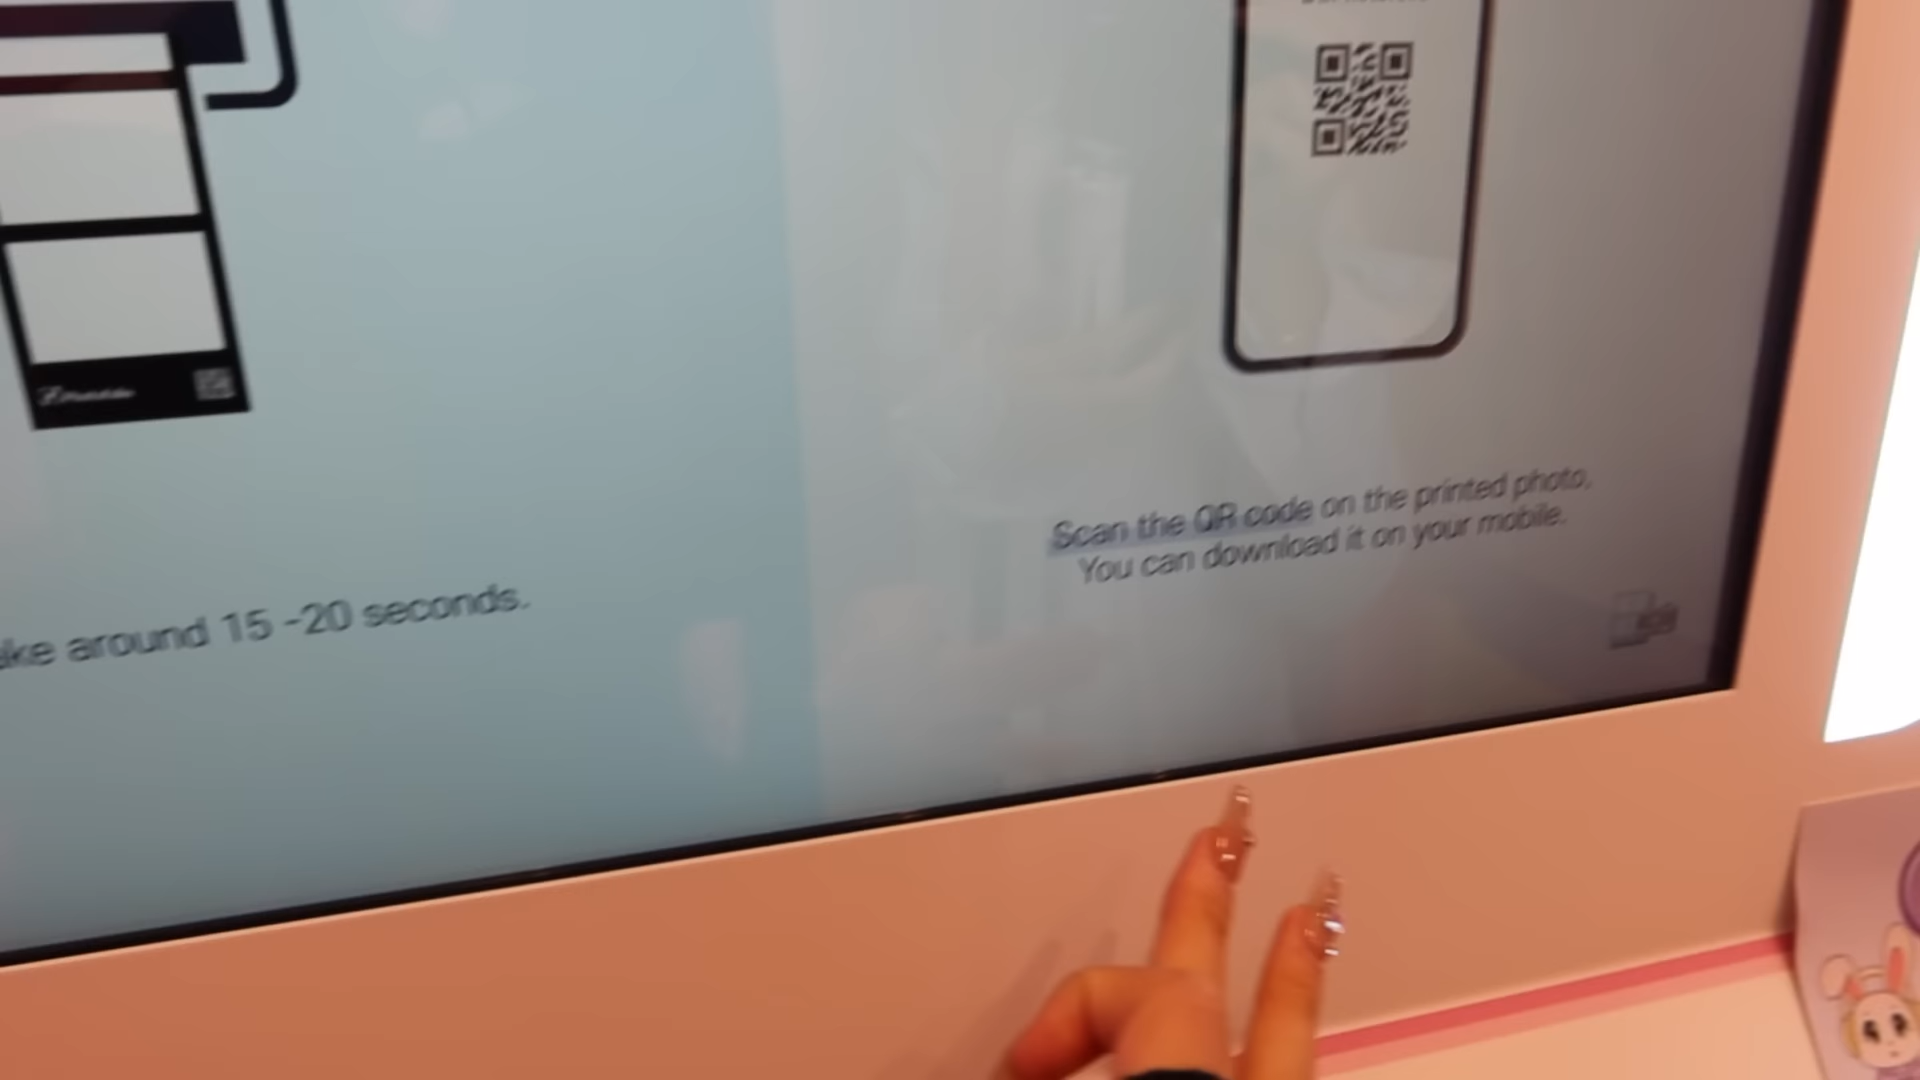 around 15 -20 seconds.
Scan the QR code on the printed photo,
You can download it on your mobile.